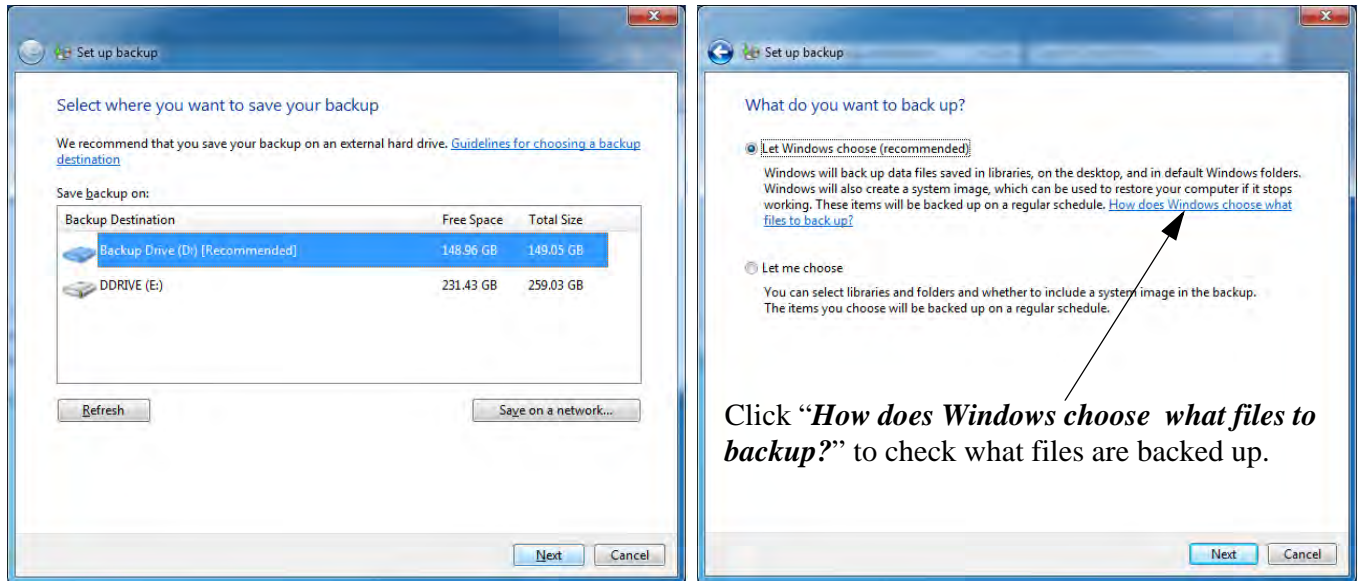 Set up backup
Select where you want to save your backup
We recommend that you save your backup on an external hard drive. Guidelines for choosing a backup
destination
Save backup on:
Backup Destination Free Space Total Size
Backup Drive (D:) [Recommended] 148.96 GB 149.05 GB
DDRIVE (E:) 231.43 GB 259.03 GB
Refresh Save on a network...
Next Cancel
Set up backup
What do you want to back up?
Let Windows choose (recommended)
Windows will back up data files saved in libraries, on the desktop, and in default Windows folders.
Windows will also create a system image, which can be used to restore your computer if it stops
working. These items will be backed up on a regular schedule. How does Windows choose what
files to back up?
Let me choose
You can select libraries and folders and whether to include a system image in the backup.
The items you choose will be backed up on a regular schedule.
Click “How does Windows choose what files to
backup?” to check what files are backed up.
Next Cancel